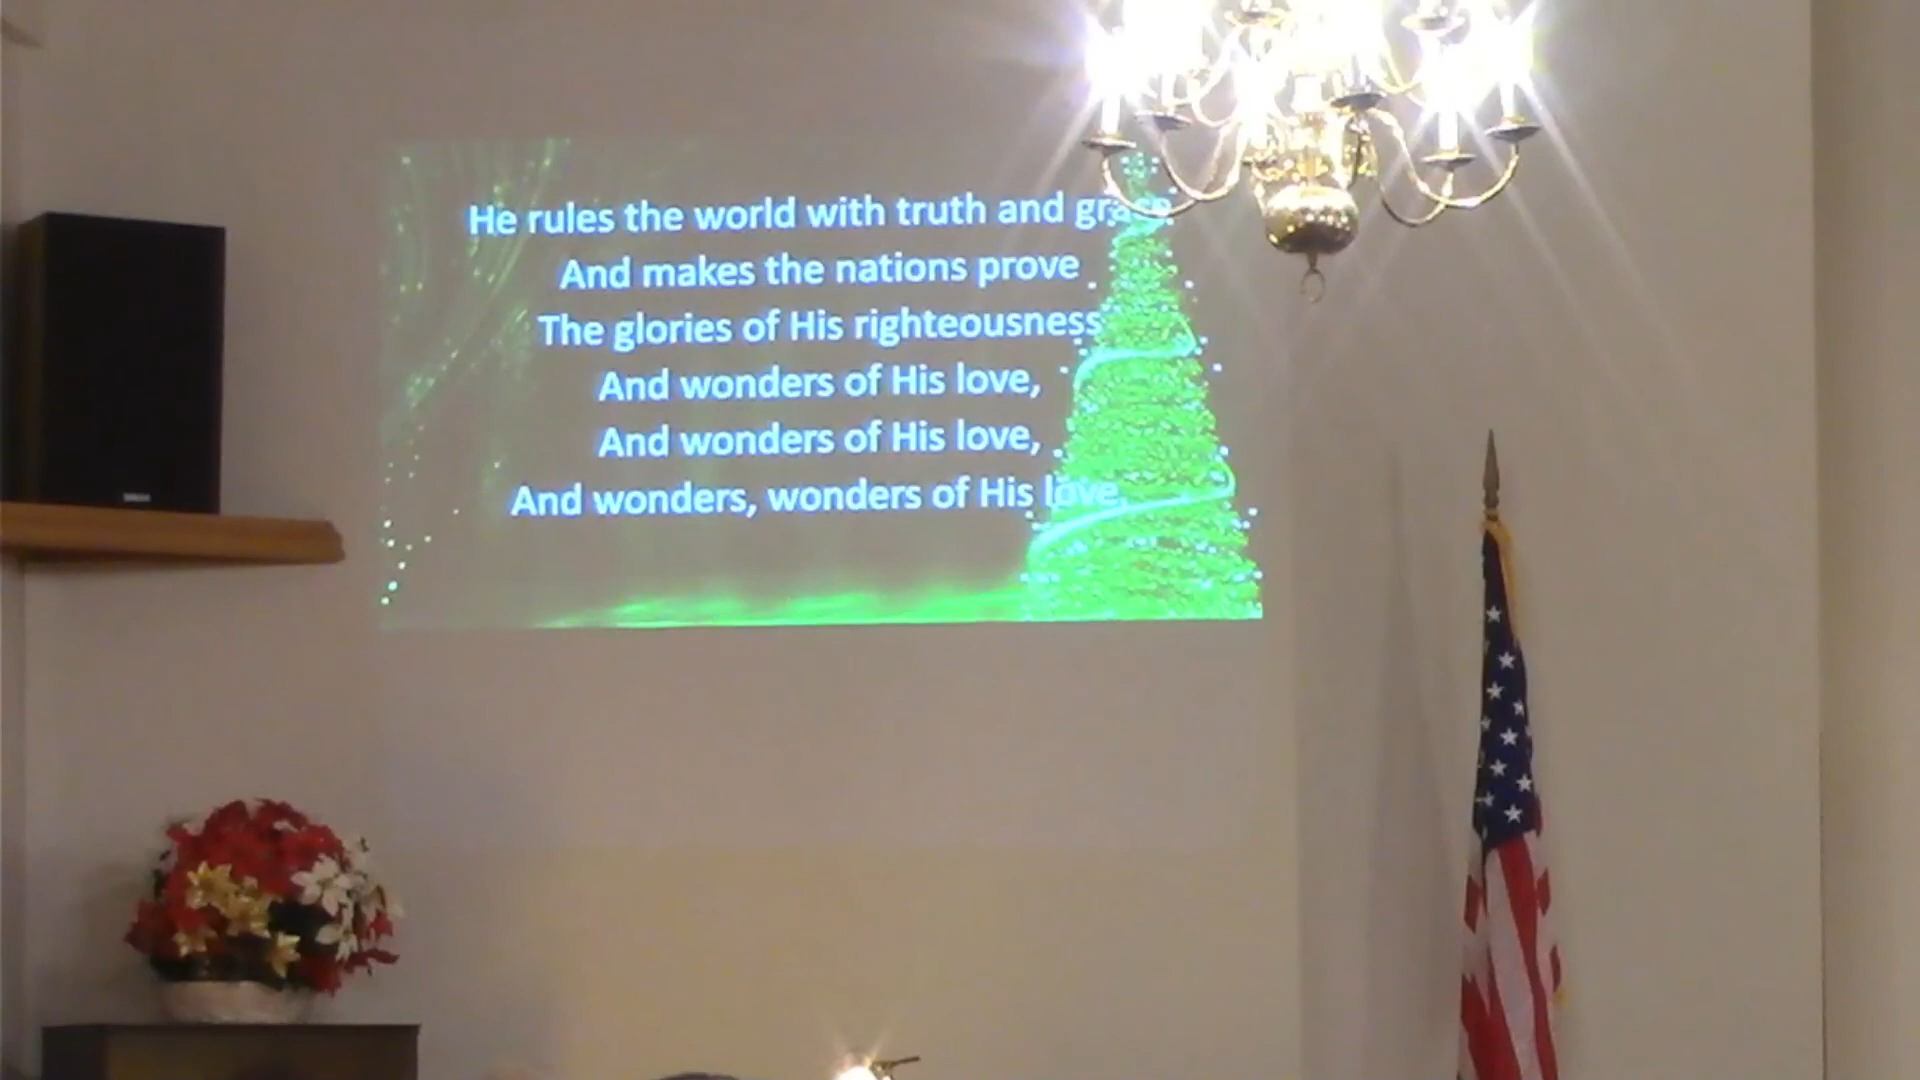 He rules the world with truth and grace
And makes the nations prove
The glories of His righteousness
And wonders of His love,
And wonders of His love,
And wonders, wonders of His love.